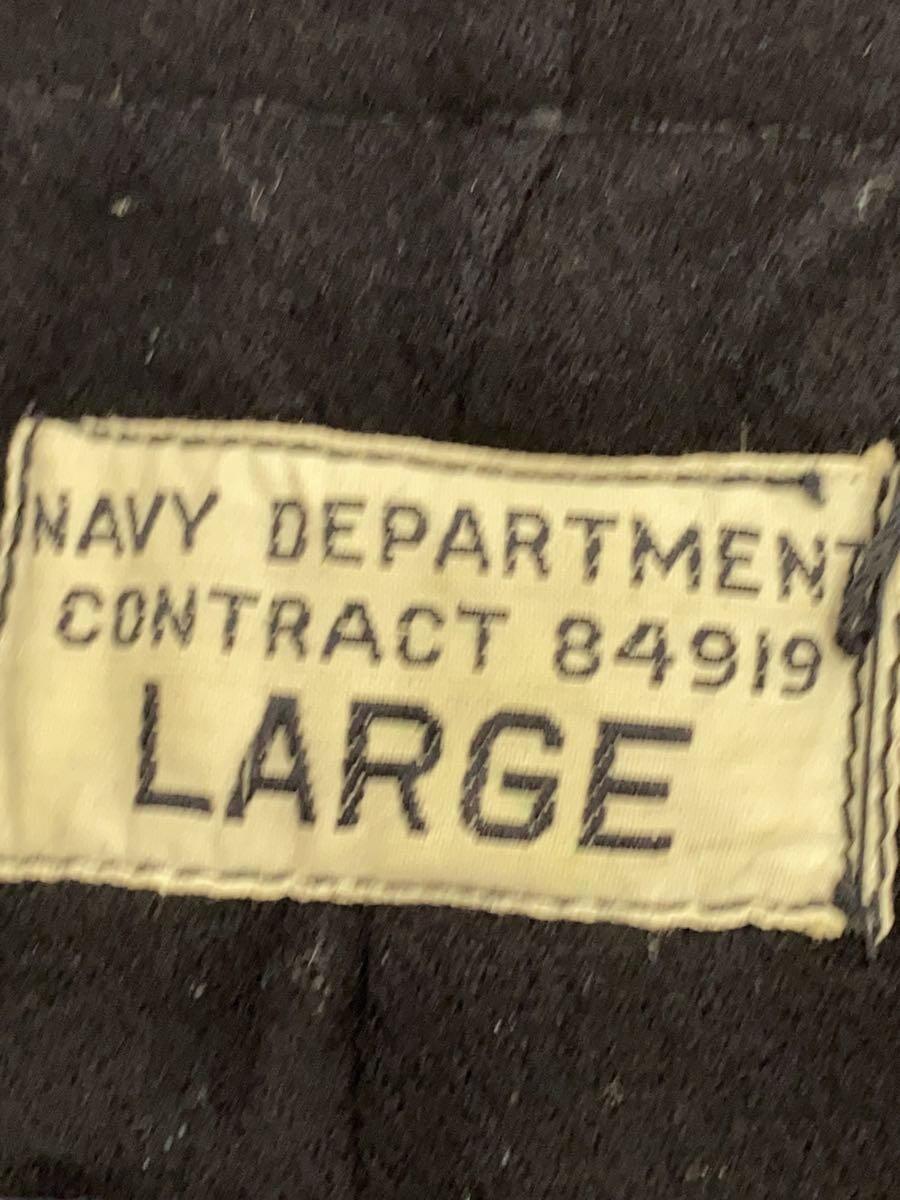 NAVY DEPARTMENT
CONTRACT 84919
LARGE